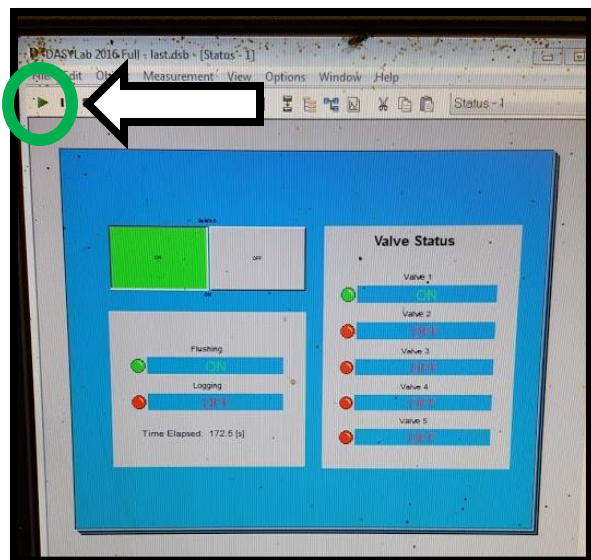 DASYLab 2016 Full - last.dsb - [Status - 1]
File Edit Measurement View Options Window Help
Status - 1
ON OFF
ON
Valve Status
Valve 1
ON
Valve 2
OFF
Valve 3
OFF
Valve 4
OFF
Valve 5
OFF
Flushing
ON
Logging
OFF
Time Elapsed: 172.5 [s]